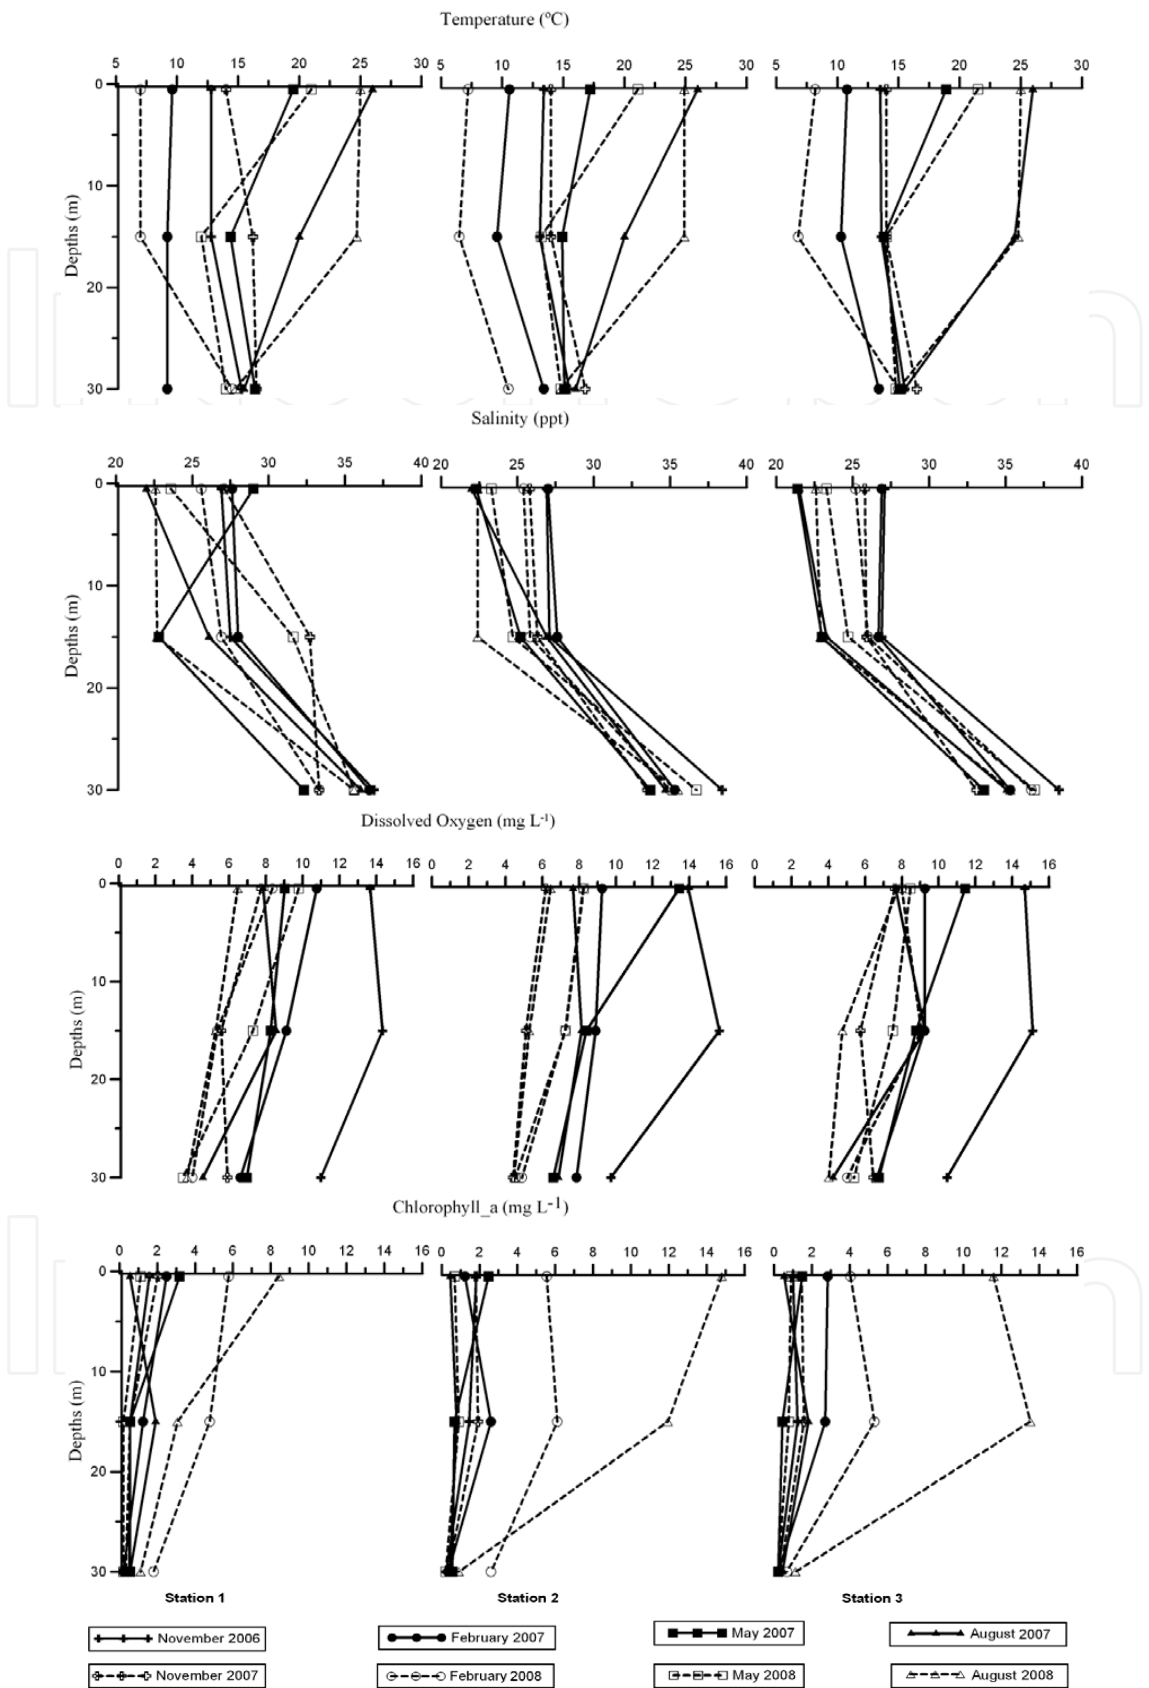 Temperature (ºC)
5 10 15 20 25 30 5 10 15 20 25 30 5 10 15 20 25 30
0
10
20
30
Depths (m)
Salinity (ppt)
20 25 30 35 40 20 25 30 35 40 20 25 30 35 40
0
10
20
30
Depths (m)
Dissolved Oxygen (mg L-1)
0 2 4 6 8 10 12 14 16 0 2 4 6 8 10 12 14 16 0 2 4 6 8 10 12 14 16
0
10
20
30
Depths (m)
Chlorophyll_a (mg L-1)
0 2 4 6 8 10 12 14 16 0 2 4 6 8 10 12 14 16 0 2 4 6 8 10 12 14 16
0
10
20
30
Depths (m)
Station 1 Station 2 Station 3
November 2006 February 2007 May 2007 August 2007
November 2007 February 2008 May 2008 August 2008